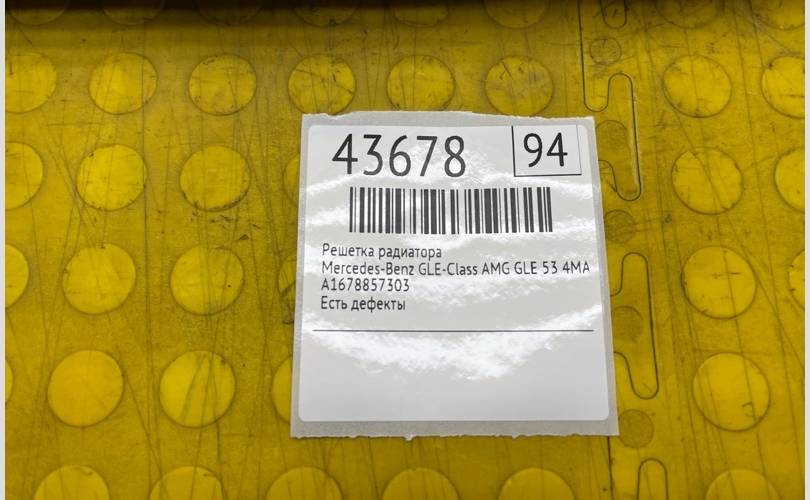 43678 94
Решетка радиатора
Mercedes-Benz GLE-Class AMG GLE 53 4MA
A1678857303
Есть дефекты